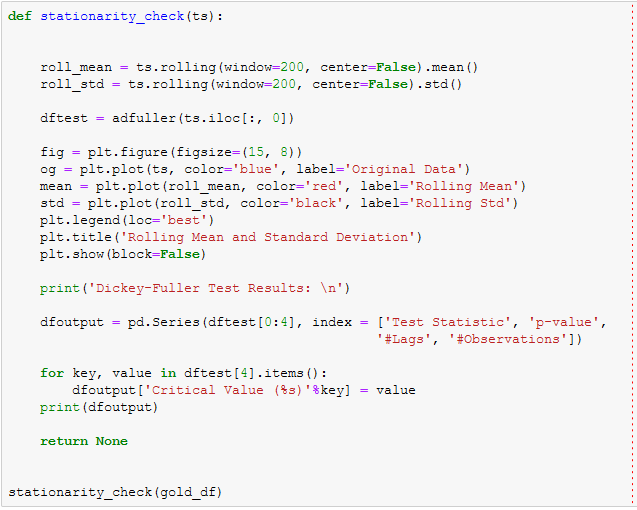 def stationarity_check(ts):
    roll_mean = ts.rolling(window=200, center=False).mean()
    roll_std = ts.rolling(window=200, center=False).std()
    dftest = adfuller(ts.iloc[:, 0])
    fig = plt.figure(figsize=(15, 8))
    og = plt.plot(ts, color='blue', label='Original Data')
    mean = plt.plot(roll_mean, color='red', label='Rolling Mean')
    std = plt.plot(roll_std, color='black', label='Rolling Std')
    plt.legend(loc='best')
    plt.title('Rolling Mean and Standard Deviation')
    plt.show(block=False)
    print('Dickey-Fuller Test Results: \n')
    dfoutput = pd.Series(dftest[0:4], index = ['Test Statistic', 'p-value',
                                              '#Lags', '#Observations'])
    for key, value in dftest[4].items():
        dfoutput['Critical Value (%s)'%key] = value
    print(dfoutput)
    return None
stationarity_check(gold_df)